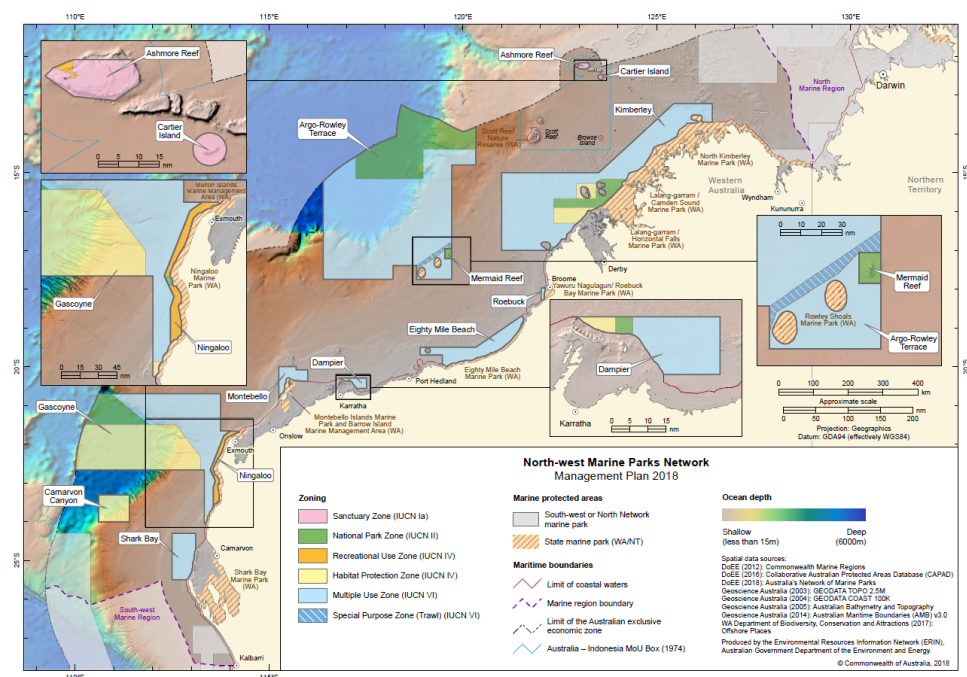 110°E
115°E
120°E
125°E
130°E
Ashmore Reef
Cartier
Island
0 5 10 15
nm
Ashmore Reef
Cartier Island
North
Marine Region
Darwin
Kimberley
Argo-Rowley
Terrace
Scott Reef
Nature
Reserve (WA)
Scott
Reef
Browse
Island
15°S
15°S
North Kimberley
Marine Park (WA)
Western
Australia
Northern
Territory
Wyndham
Kununurra
Lalang-garram /
Camden Sound
Marine Park (WA)
Lalang-garram /
Horizontal Falls
Marine Park (WA)
Derby
Muiron Islands
Marine Management
Area (WA)
Exmouth
Ningaloo
Marine
Park (WA)
Gascoyne
Ningaloo
0 15 30 45
nm
Mermaid Reef
Broome
Yawuru Nagulagun/ Roebuck
Bay Marine Park (WA)
Roebuck
0 10 20 30
nm
Mermaid
Reef
Rowley Shoals
Marine Park (WA)
Argo-Rowley
Terrace
Eighty Mile Beach
Eighty Mile Beach
Marine Park (WA)
Dampier
Port Hedland
Karratha
Dampier
Karratha
0 5 10 15
nm
20°S
20°S
0 100 200 300 400
km
Approximate scale
0 50 100 150 200
nm
Projection: Geographics
Datum: GDA94 (effectively WGS84)
Montebello
Montebello Islands Marine
Park and Barrow Island
Marine Management Area (WA)
Onslow
Gascoyne
Exmouth
Ningaloo
Carnarvon
Canyon
Shark Bay
Carnarvon
25°S
Shark Bay
Marine Park
(WA)
South-west
Marine Region
Kalbarri
110°E
115°E
North-west Marine Parks Network
Management Plan 2018
Zoning
Sanctuary Zone (IUCN Ia)
National Park Zone (IUCN II)
Recreational Use Zone (IUCN IV)
Habitat Protection Zone (IUCN IV)
Multiple Use Zone (IUCN VI)
Special Purpose Zone (Trawl) (IUCN VI)
Marine protected areas
South-west or North Network
marine park
State marine park (WA/NT)
Maritime boundaries
Limit of coastal waters
Marine region boundary
Limit of the Australian exclusive
economic zone
Australia – Indonesia MoU Box (1974)
Ocean depth
Shallow
(less than 15m)
Deep
(6000m)
Spatial data sources:
DoEE (2012): Commonwealth Marine Regions
DoEE (2016): Collaborative Australian Protected Areas Database (CAPAD)
DoEE (2018): Australia's Network of Marine Parks
Geoscience Australia (2003): GEODATA TOPO 2.5M
Geoscience Australia (2004): GEODATA COAST 100K
Geoscience Australia (2005): Australian Bathymetry and Topography
Geoscience Australia (2014): Australian Maritime Boundaries (AMB) v3.0
WA Department of Biodiversity, Conservation and Attractions (2017):
Offshore Places
Produced by the Environmental Resources Information Network (ERIN),
Australian Government Department of the Environment and Energy.
© Commonwealth of Australia, 2018